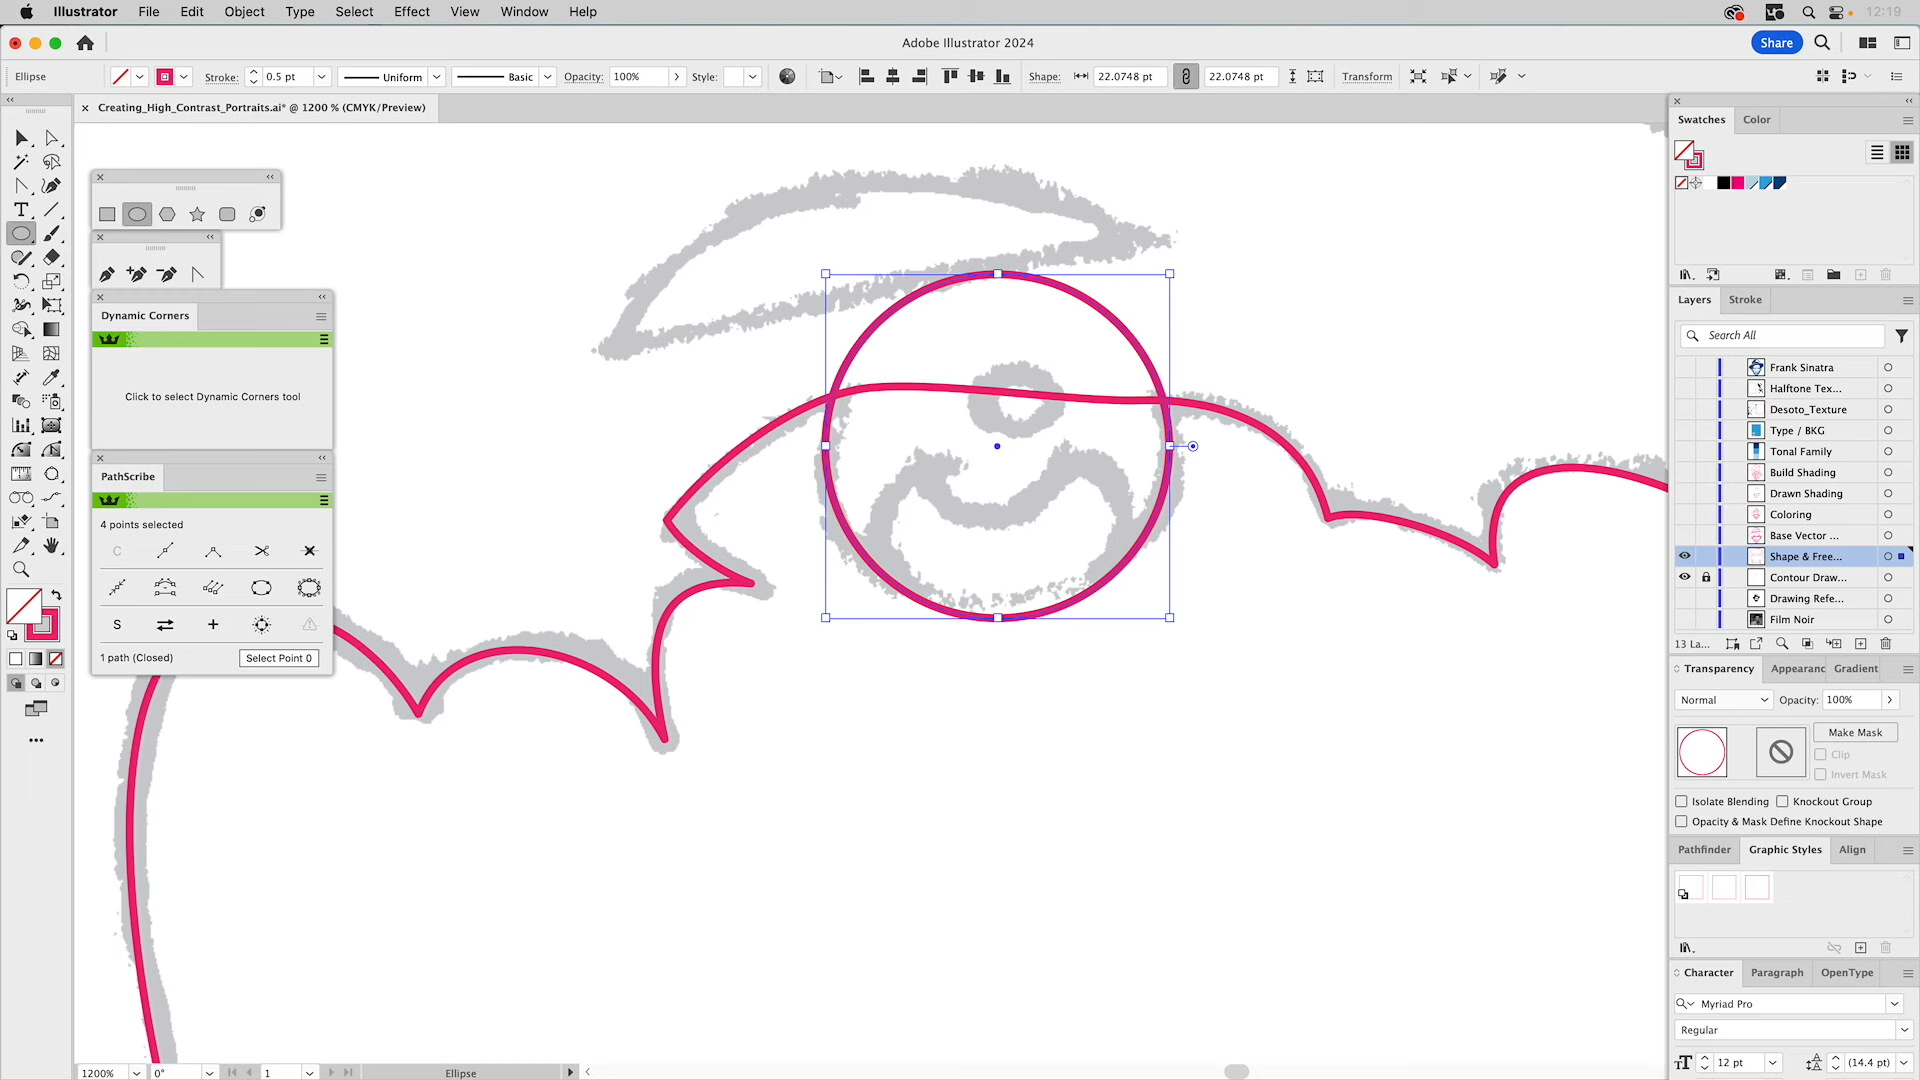 Illustrator File Edit Object Type Select Effect View Window Help 12:19
Adobe Illustrator 2024
Share
Ellipse Stroke: 0.5 pt Uniform Basic Opacity: 100% Style: Shape: 22.0748 pt 22.0748 pt Transform
Creating_High_Contrast_Portraits.ai* @ 1200 % (CMYK/Preview)
Swatches Color
Dynamic Corners
Click to select Dynamic Corners tool
PathScribe
4 points selected
C
S
1 path (Closed) Select Point 0
Layers Stroke
Search All
Frank Sinatra
Halftone Tex...
Desoto_Texture
Type / BKG
Tonal Family
Build Shading
Drawn Shading
Coloring
Base Vector ...
Shape & Free...
Contour Draw...
Drawing Refe...
Film Noir
13 La...
Transparency Appearanc Gradient
Normal Opacity: 100%
Make Mask
Clip
Invert Mask
Isolate Blending Knockout Group
Opacity & Mask Define Knockout Shape
Pathfinder Graphic Styles Align
Character Paragraph OpenType
Myriad Pro
Regular
12 pt (14.4 pt)
1200% 0° 1 Ellipse